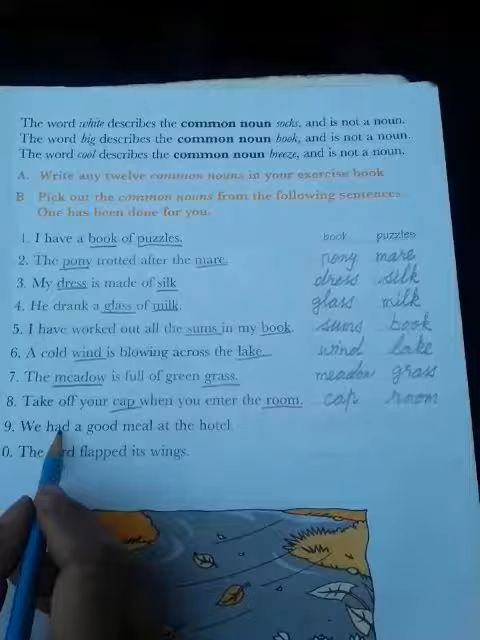 The word white describes the common noun socks, and is not a noun.
The word big describes the common noun book, and is not a noun.
The word cool describes the common noun breeze, and is not a noun.
A. Write any twelve common nouns in your exercise book
B Pick out the common nouns from the following sentences.
One has been done for you.
1. I have a book of puzzles. book puzzles
2. The pony trotted after the mare. pony mare
3. My dress is made of silk dress silk
4. He drank a glass of milk. glass milk
5. I have worked out all the sums in my book. sums book
6. A cold wind is blowing across the lake. wind lake
7. The meadow is full of green grass. meadow grass
8. Take off your cap when you enter the room. cap room
9. We had a good meal at the hotel.
0. The flapped its wings.